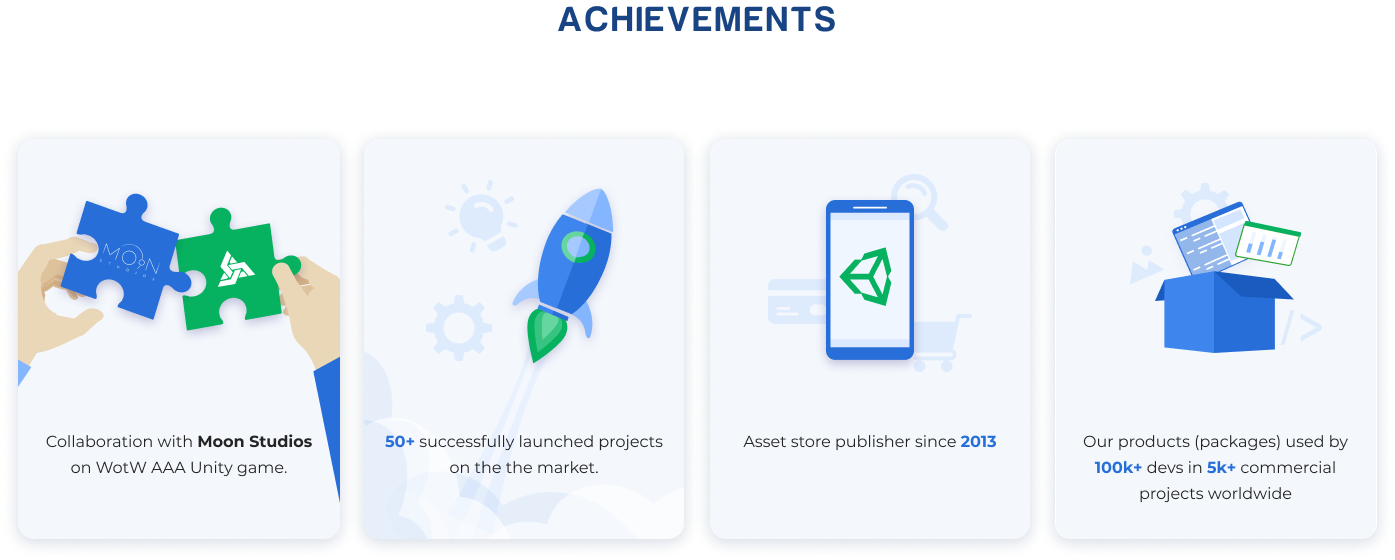 ACHIEVEMENTS
MOON
STUDIOS
Collaboration with Moon Studios
on WotW AAA Unity game.
50+ successfully launched projects
on the the market.
Asset store publisher since 2013
</>
Our products (packages) used by
100k+ devs in 5k+ commercial
projects worldwide